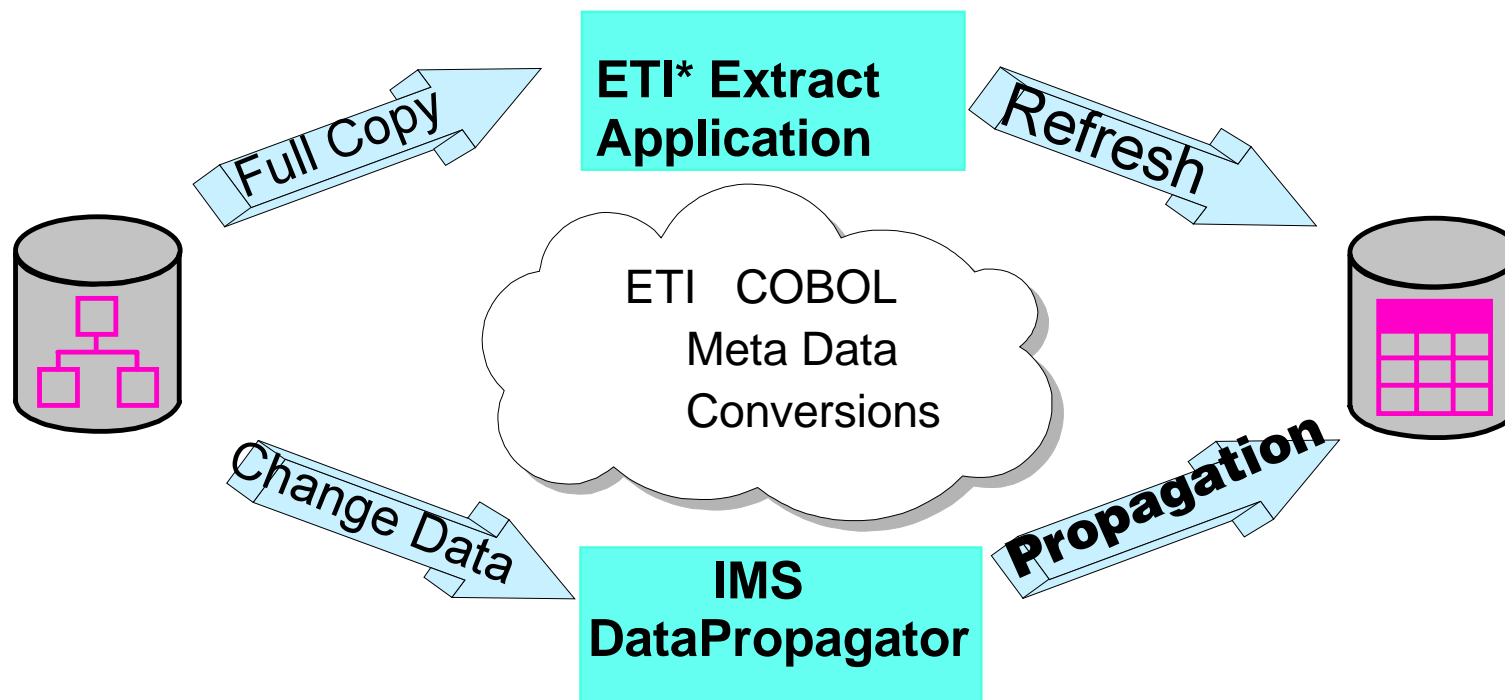 ETI* Extract
Application
Full Copy
Refresh
ETI COBOL
Meta Data
Conversions
Change Data
Propagation
IMS
DataPropagator